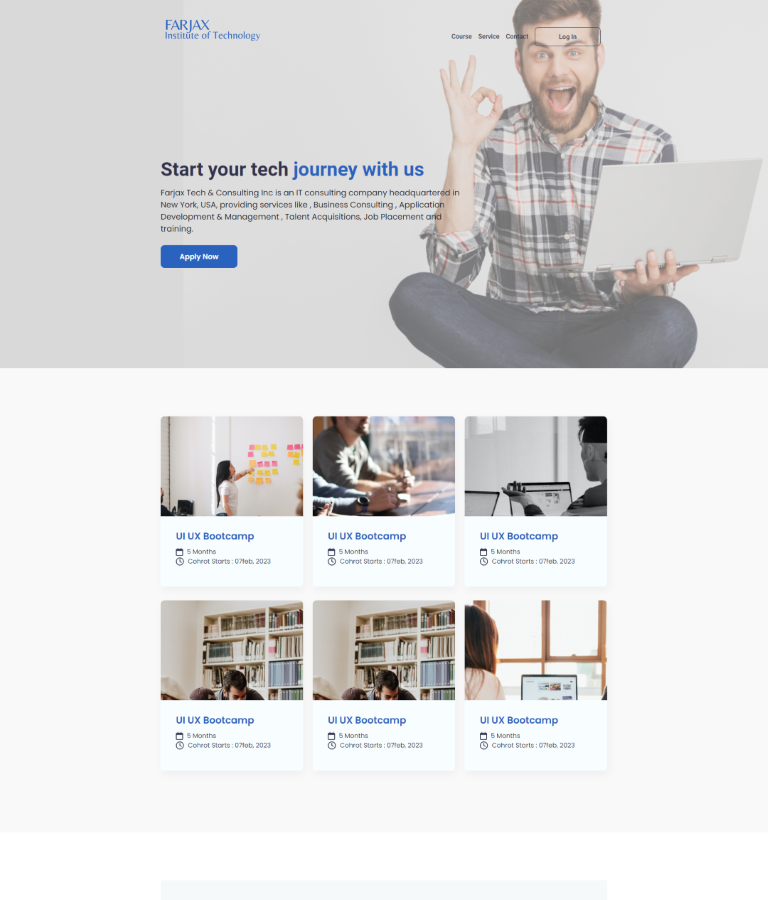 FARJAX
Institute of Technology
Course Service Contact Log In
Start your tech journey with us
Farjax Tech & Consulting Inc is an IT consulting company headquartered in
New York, USA, providing services like , Business Consulting , Application
Development & Management , Talent Acquisitions, Job Placement and
training.
Apply Now
UI UX Bootcamp
5 Months
Cohrot Starts : 07feb, 2023
UI UX Bootcamp
5 Months
Cohrot Starts : 07feb, 2023
UI UX Bootcamp
5 Months
Cohrot Starts : 07feb, 2023
UI UX Bootcamp
5 Months
Cohrot Starts : 07feb, 2023
UI UX Bootcamp
5 Months
Cohrot Starts : 07feb, 2023
UI UX Bootcamp
5 Months
Cohrot Starts : 07feb, 2023